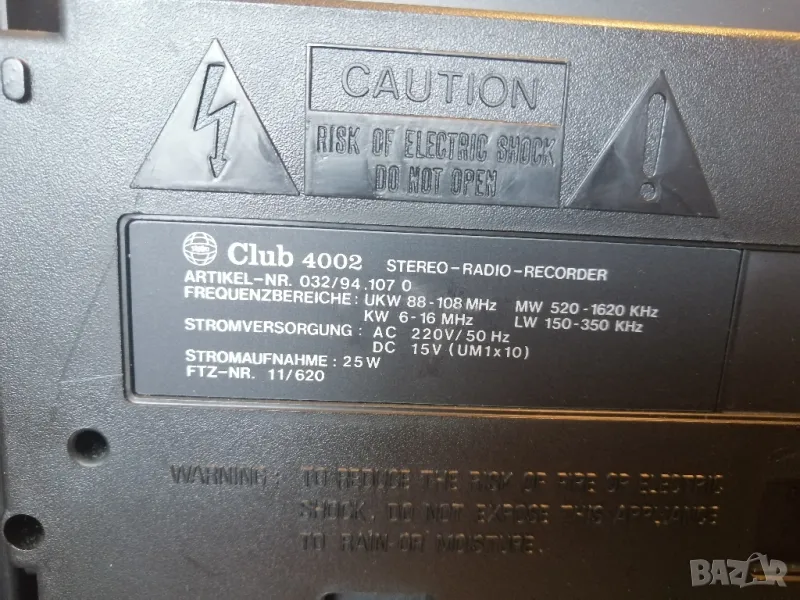 CAUTION
RISK OF ELECTRIC SHOCK
DO NOT OPEN
Club 4002 STEREO-RADIO-RECORDER
ARTIKEL-NR. 032/94.107 0
FREQUENZBEREICHE: UKW 88-108 MHz MW 520-1620 KHz
KW 6-16 MHz LW 150-350 KHz
STROMVERSORGUNG: AC 220V/50 Hz
DC 15V (UM1x10)
STROMAUFNAHME: 25W
FTZ-NR. 11/620
WARNING: TO REDUCE THE RISK OF FIRE OR ELECTRIC
SHOCK, DO NOT EXPOSE THIS APPLIANCE
TO RAIN OR MOISTURE.
BAZAR